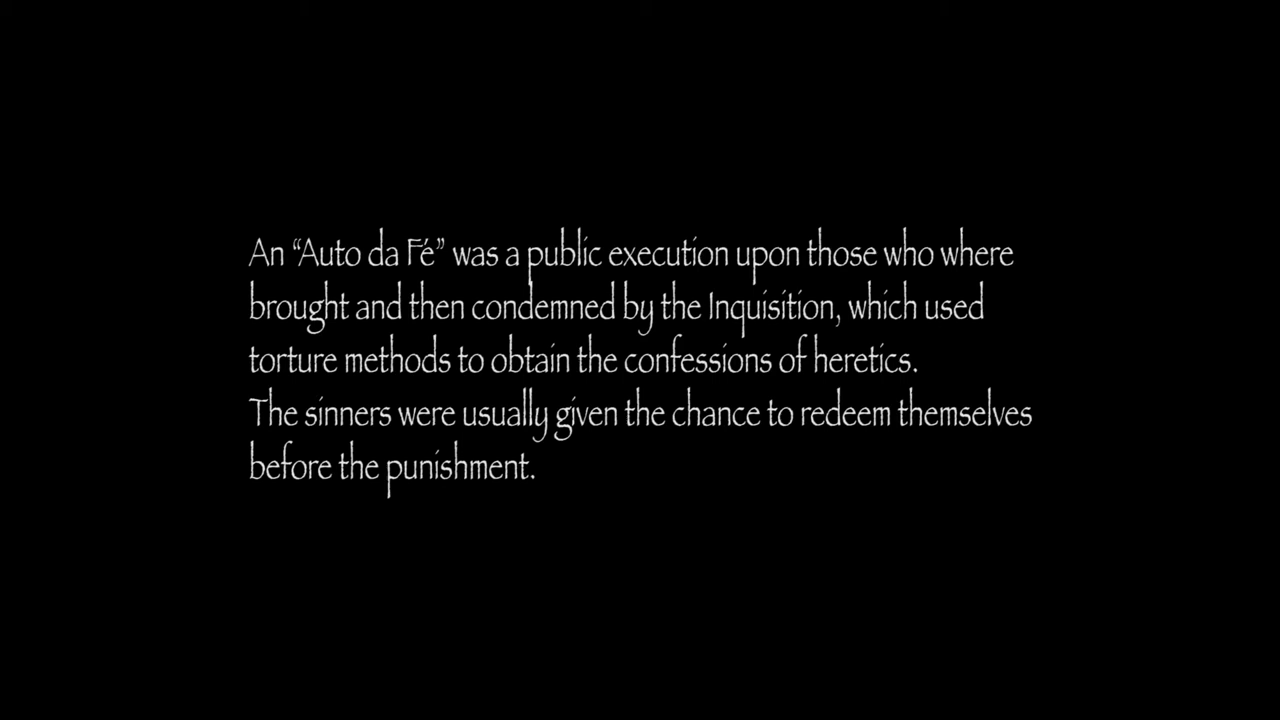 An “Auto da Fé” was a public execution upon those who where
brought and then condemned by the Inquisition, which used
torture methods to obtain the confessions of heretics.
The sinners were usually given the chance to redeem themselves
before the punishment.